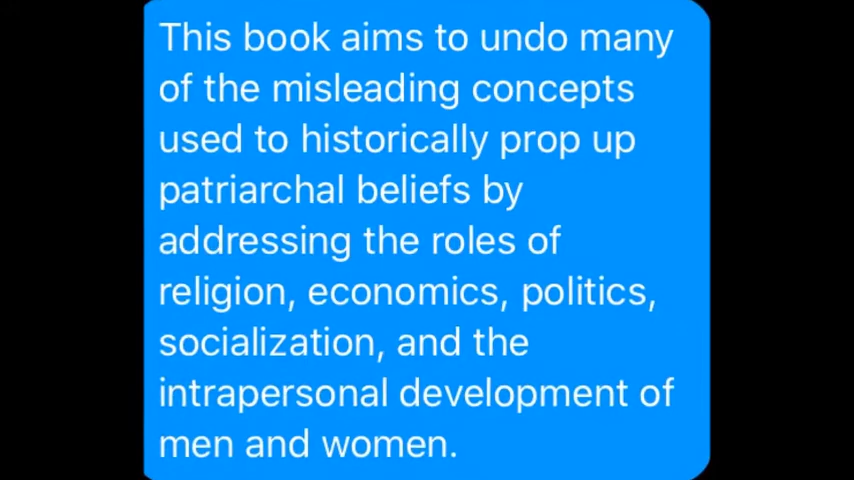 This book aims to undo many
of the misleading concepts
used to historically prop up
patriarchal beliefs by
addressing the roles of
religion, economics, politics,
socialization, and the
intrapersonal development of
men and women.